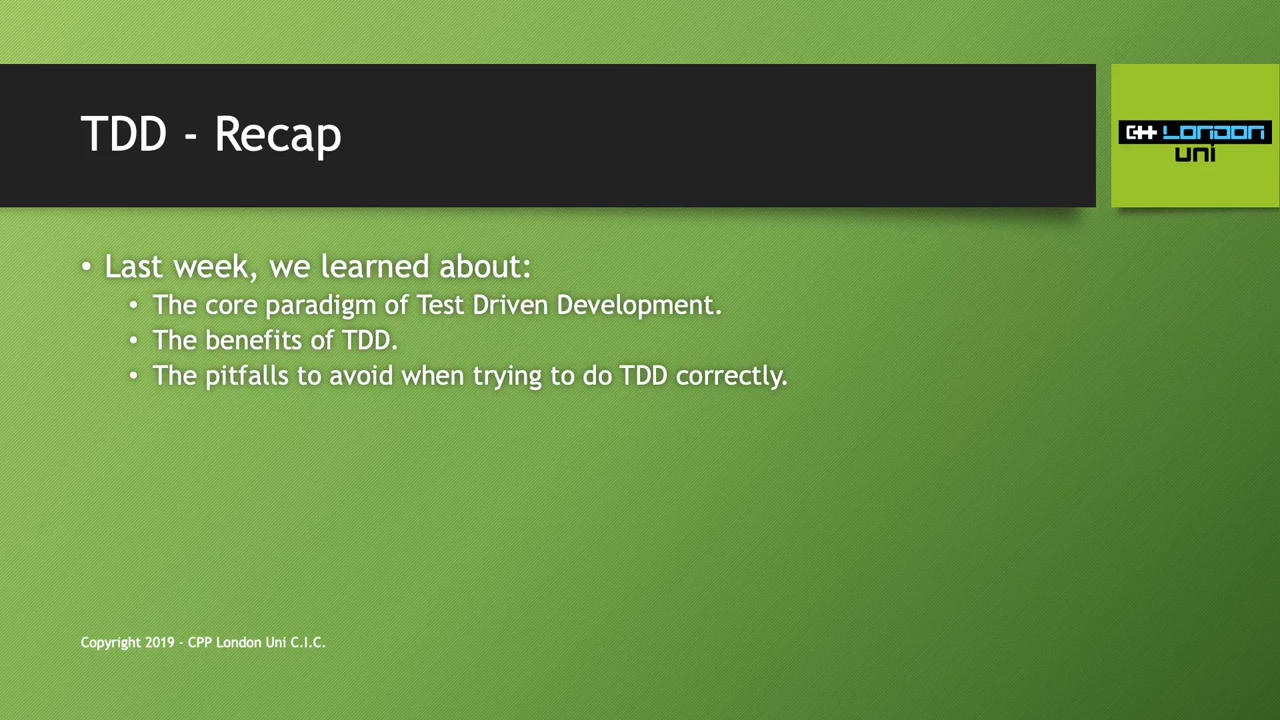 TDD - Recap
C++ LONDON
uni
• Last week, we learned about:
• The core paradigm of Test Driven Development.
• The benefits of TDD.
• The pitfalls to avoid when trying to do TDD correctly.
Copyright 2019 - CPP London Uni C.I.C.